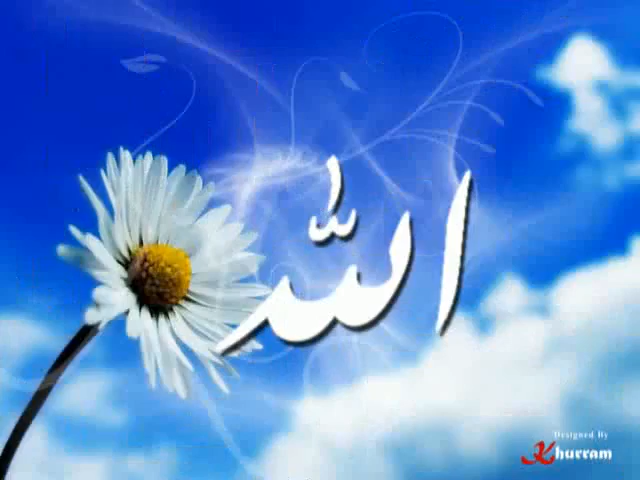 الله
Designed By
Khurram